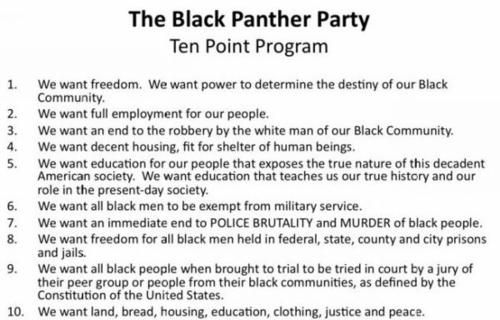 The Black Panther Party
Ten Point Program
1. We want freedom. We want power to determine the destiny of our Black
Community.
2. We want full employment for our people.
3. We want an end to the robbery by the white man of our Black Community.
4. We want decent housing, fit for shelter of human beings.
5. We want education for our people that exposes the true nature of this decadent
American society. We want education that teaches us our true history and our
role in the present-day society.
6. We want all black men to be exempt from military service.
7. We want an immediate end to POLICE BRUTALITY and MURDER of black people.
8. We want freedom for all black men held in federal, state, county and city prisons
and jails.
9. We want all black people when brought to trial to be tried in court by a jury of
their peer group or people from their black communities, as defined by the
Constitution of the United States.
10. We want land, bread, housing, education, clothing, justice and peace.